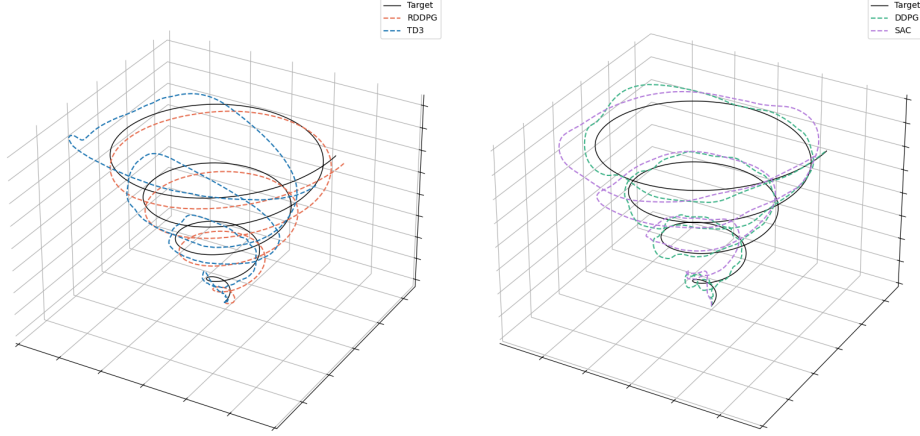 Target
RDDPG
TD3
Target
DDPG
SAC